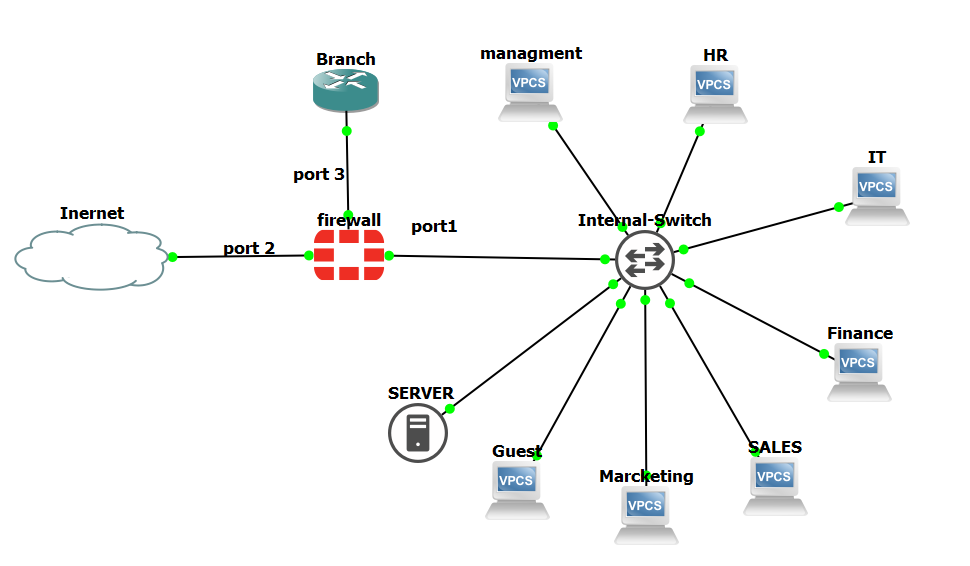 Branch
managment
HR
VPCS
VPCS
IT
VPCS
port 3
Inernet
firewall
port1
Internal-Switch
port 2
Finance
VPCS
SERVER
Guest
VPCS
Marcketing
VPCS
SALES
VPCS